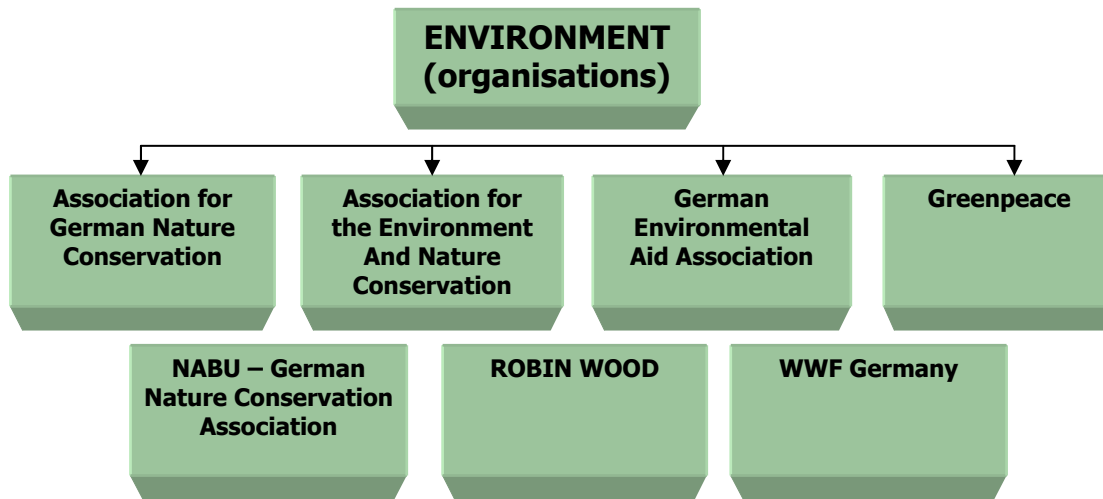 ENVIRONMENT
(organisations)
Association for
German Nature
Conservation
Association for
the Environment
And Nature
Conservation
German
Environmental
Aid Association
Greenpeace
NABU – German
Nature Conservation
Association
ROBIN WOOD
WWF Germany